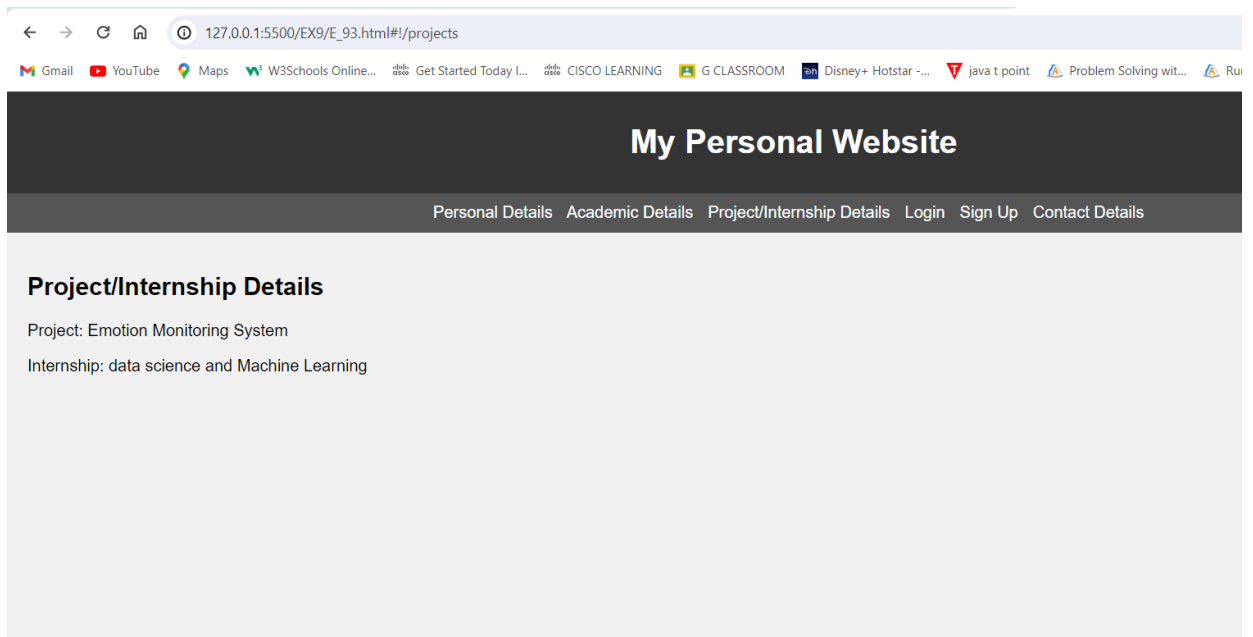 127.0.0.1:5500/EX9/E_93.html#!/projects
Gmail YouTube Maps W3Schools Online... Get Started Today I... CISCO LEARNING G CLASSROOM Disney+ Hotstar -... java t point Problem Solving wit... Ru
My Personal Website
Personal Details Academic Details Project/Internship Details Login Sign Up Contact Details
Project/Internship Details
Project: Emotion Monitoring System
Internship: data science and Machine Learning